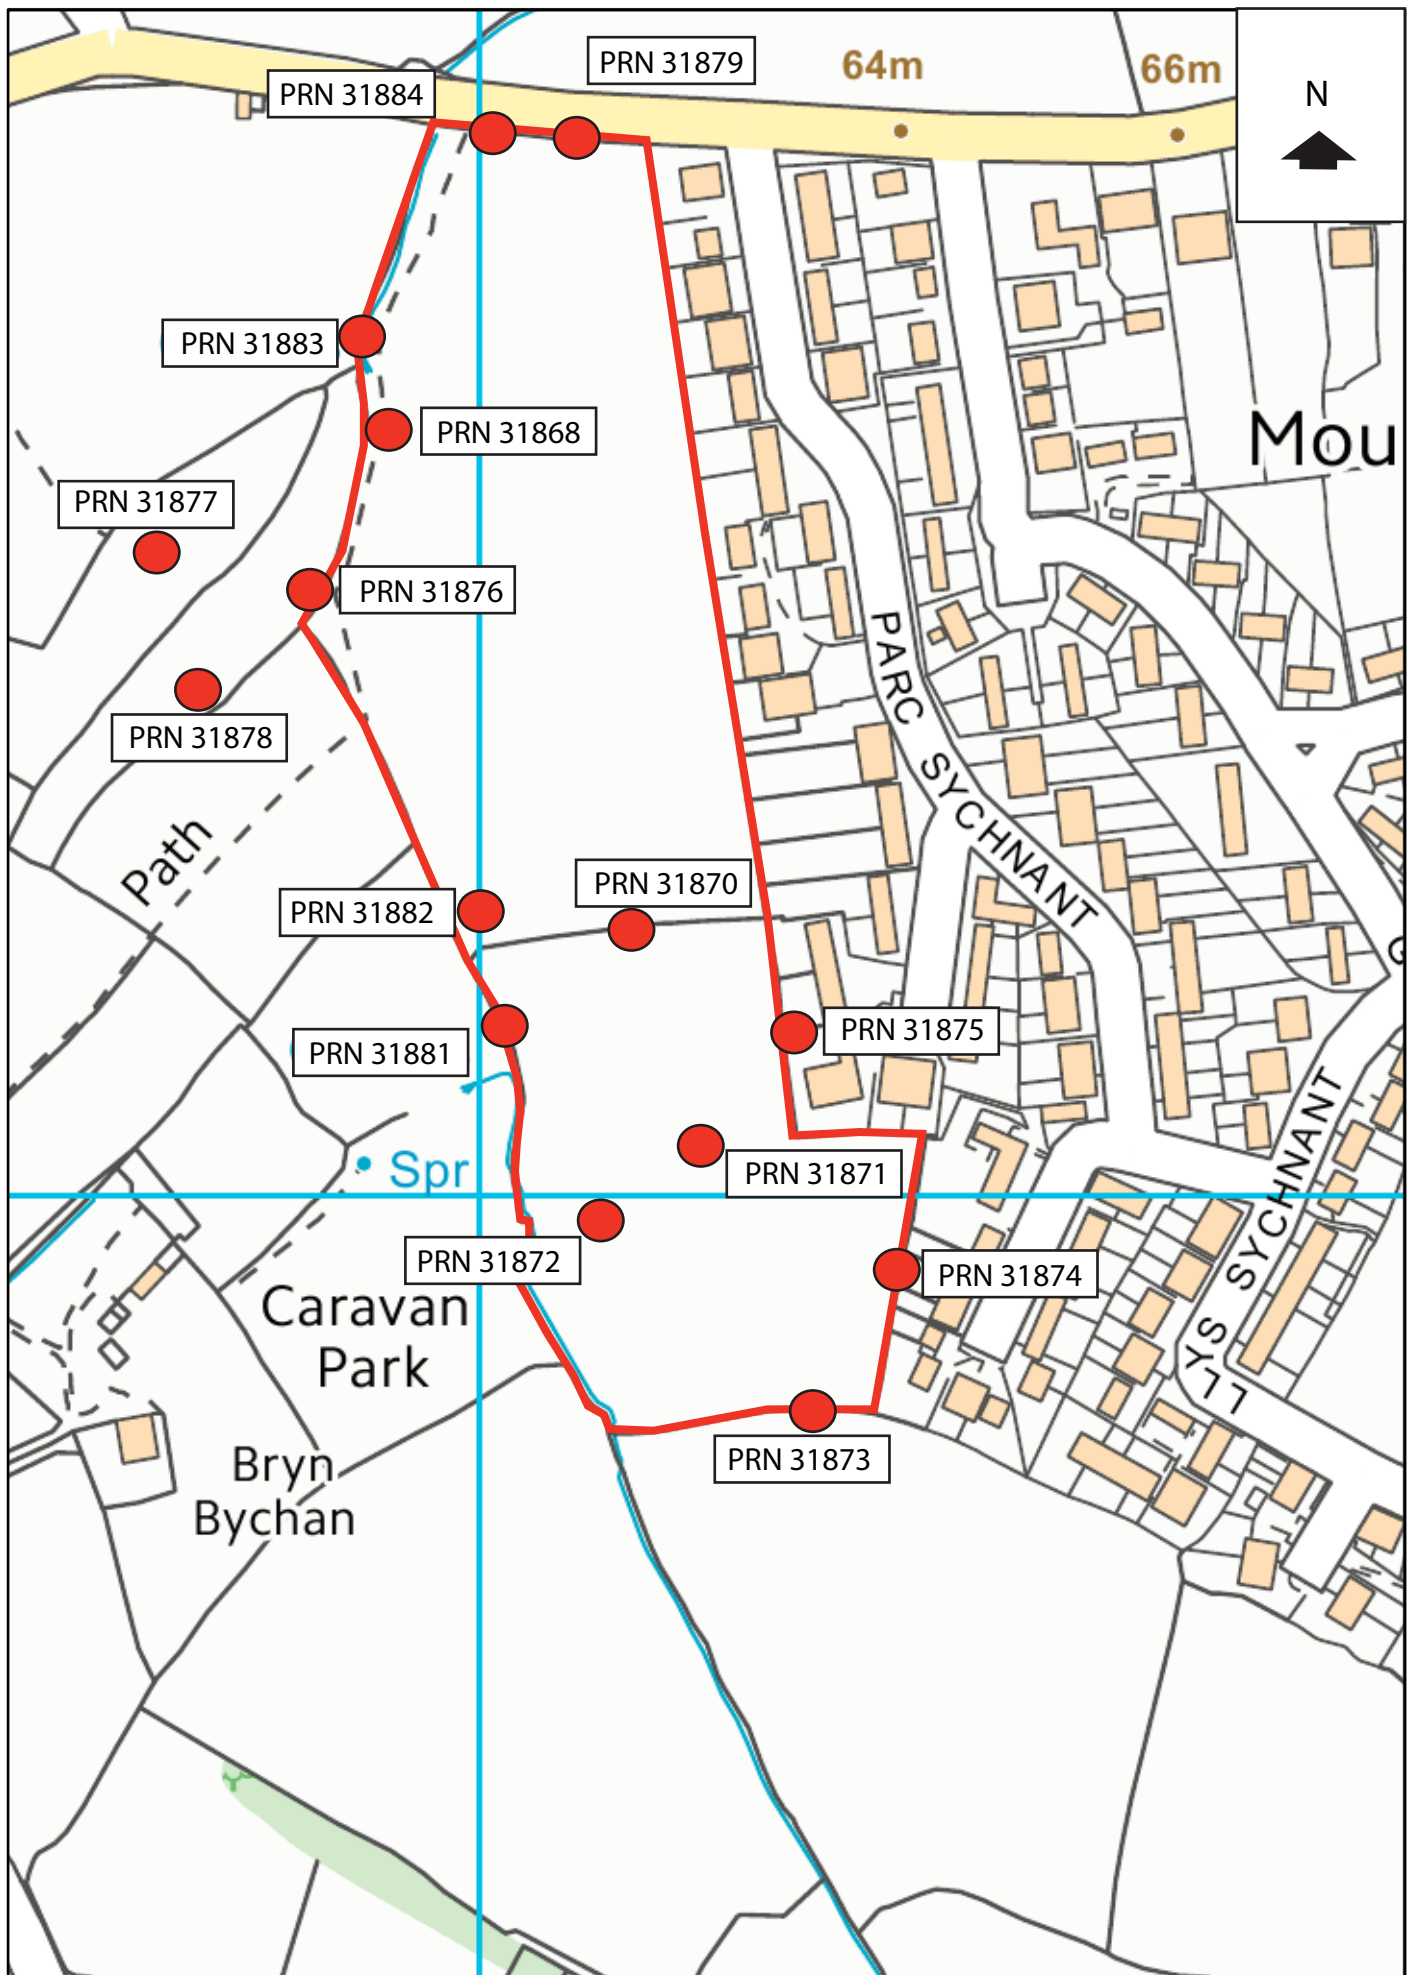 PRN 31879
64m
66m
N
PRN 31884
PRN 31883
PRN 31868
Mou
PRN 31877
PRN 31876
PARC SYCHNANT
PRN 31878
Path
PRN 31870
PRN 31882
G
PRN 31875
PRN 31881
Spr
PRN 31871
LLYS SYCHNANT
PRN 31872
PRN 31874
Caravan
Park
PRN 31873
Bryn
Bychan